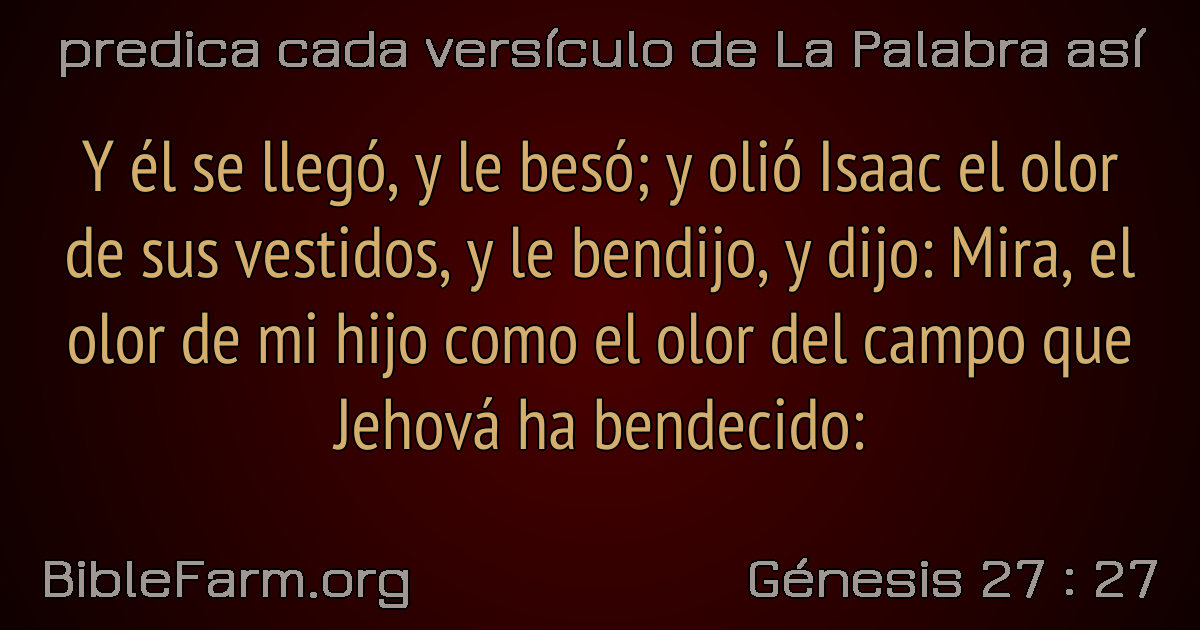 predica cada versículo de La Palabra así
Y él se llegó, y le besó; y olió Isaac el olor
de sus vestidos, y le bendijo, y dijo: Mira, el
olor de mi hijo como el olor del campo que
Jehová ha bendecido:
BibleFarm.org
Génesis 27 : 27